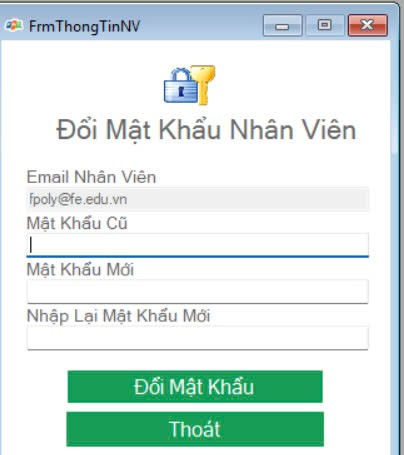 FrmThongTinNV
Đổi Mật Khẩu Nhân Viên
Email Nhân Viên
fpoly@fe.edu.vn
Mật Khẩu Cũ
Mật Khẩu Mới
Nhập Lại Mật Khẩu Mới
Đổi Mật Khẩu
Thoát